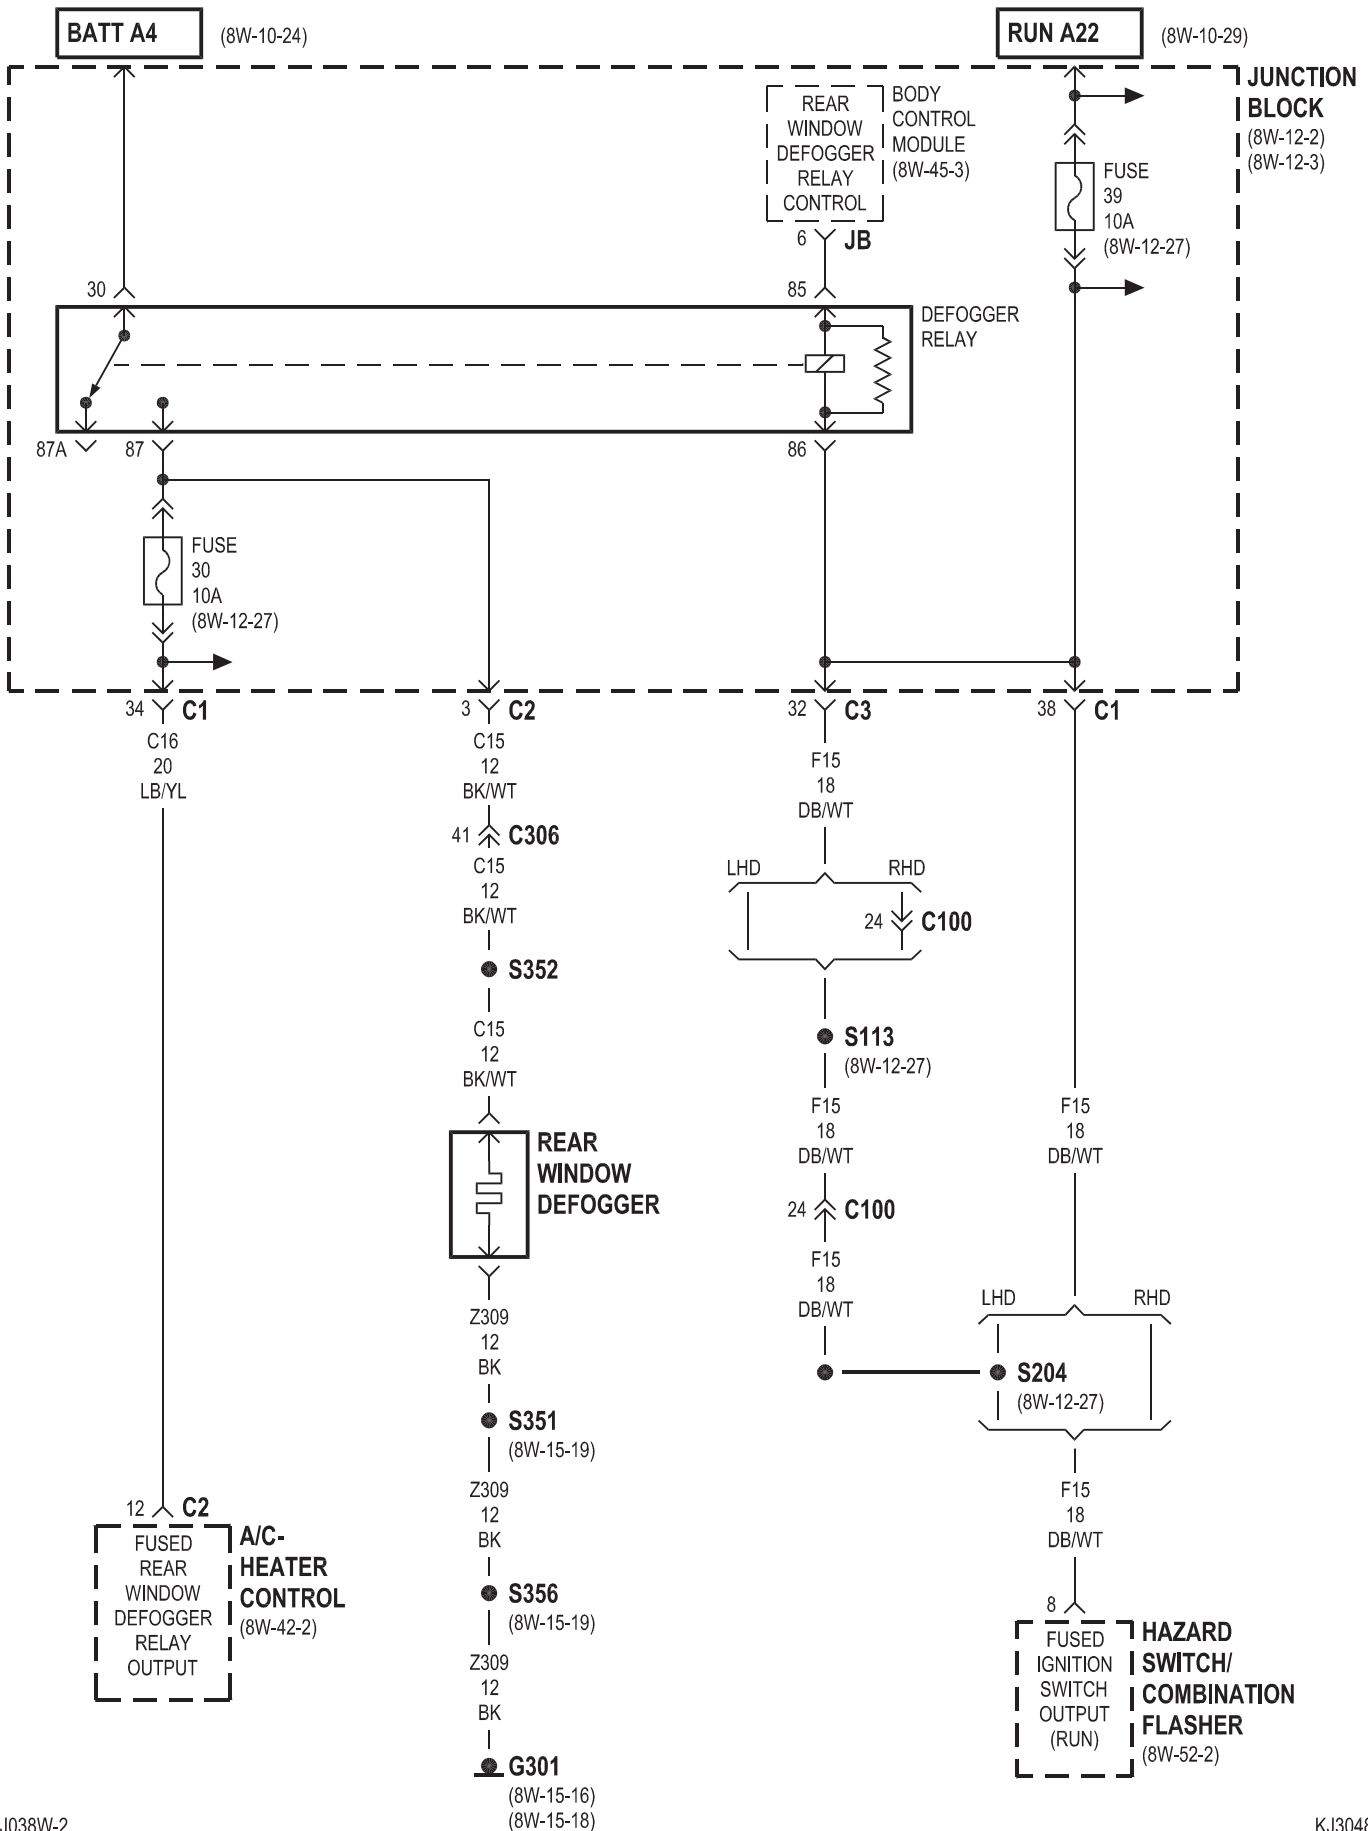 BATT A4
(8W-10-24)
RUN A22
(8W-10-29)
JUNCTION
BLOCK
(8W-12-2)
(8W-12-3)
REAR
WINDOW
DEFOGGER
RELAY
CONTROL
BODY
CONTROL
MODULE
(8W-45-3)
6
JB
FUSE
39
10A
(8W-12-27)
30
85
DEFOGGER
RELAY
87A
87
86
FUSE
30
10A
(8W-12-27)
34
C1
3
C2
32
C3
38
C1
C16
20
LB/YL
C15
12
BK/WT
F15
18
DB/WT
41
C306
C15
12
BK/WT
LHD
RHD
24
C100
S352
C15
12
BK/WT
S113
(8W-12-27)
F15
18
DB/WT
F15
18
DB/WT
REAR
WINDOW
DEFOGGER
24
C100
F15
18
DB/WT
Z309
12
BK
LHD
RHD
S204
(8W-12-27)
S351
(8W-15-19)
Z309
12
BK
F15
18
DB/WT
12
C2
FUSED
REAR
WINDOW
DEFOGGER
RELAY
OUTPUT
A/C-
HEATER
CONTROL
(8W-42-2)
S356
(8W-15-19)
Z309
12
BK
8
FUSED
IGNITION
SWITCH
OUTPUT
(RUN)
HAZARD
SWITCH/
COMBINATION
FLASHER
(8W-52-2)
G301
(8W-15-16)
(8W-15-18)
J038W-2
KJ3048